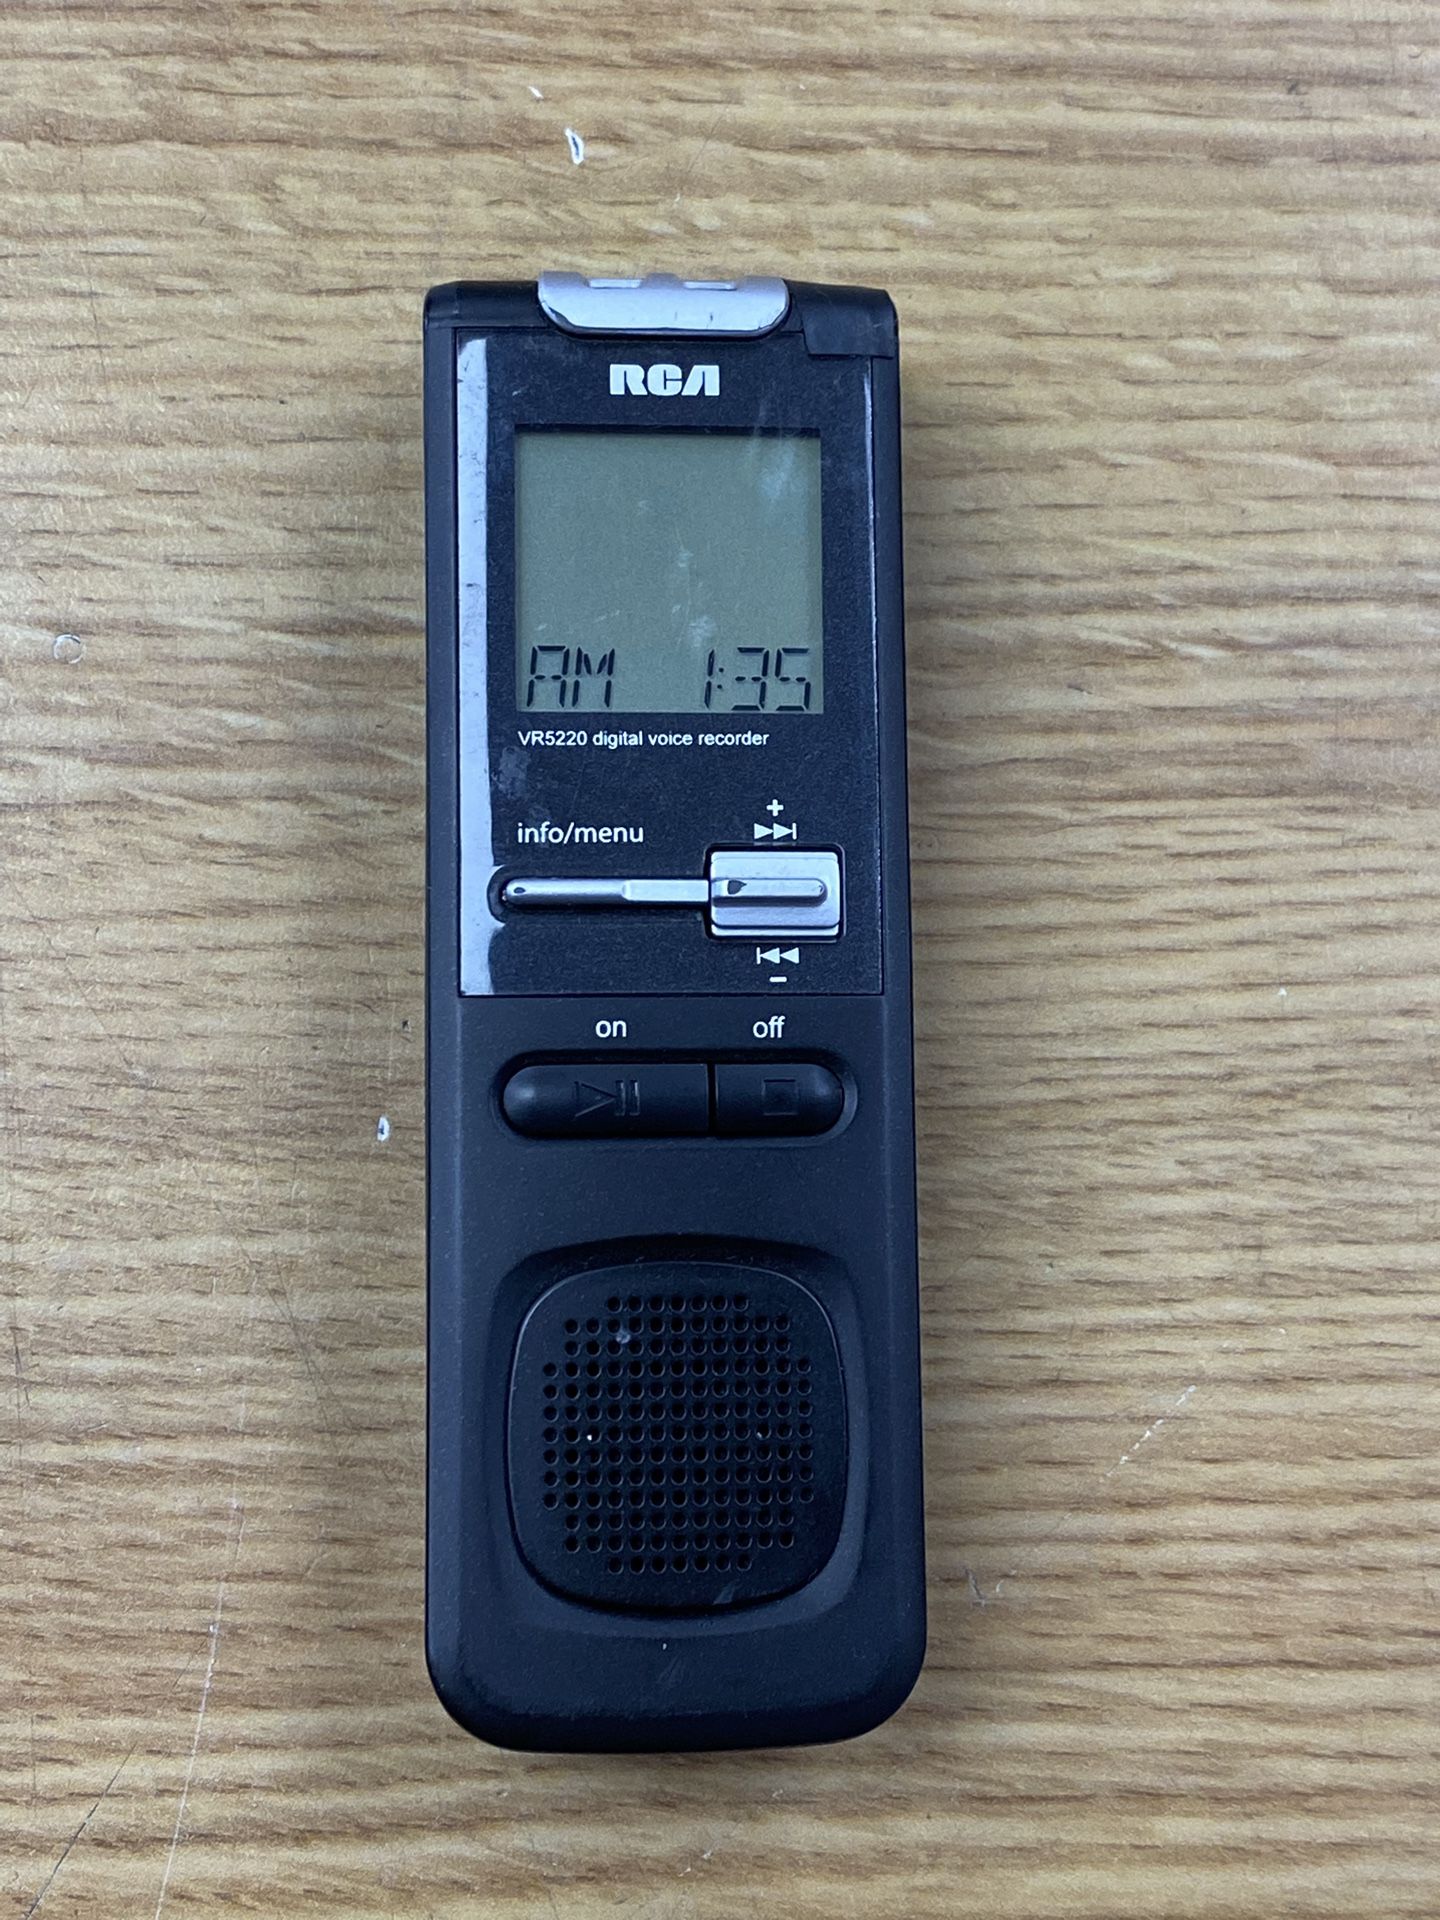 RCA
AM 1:35
VR5220 digital voice recorder
info/menu
+
-
on off